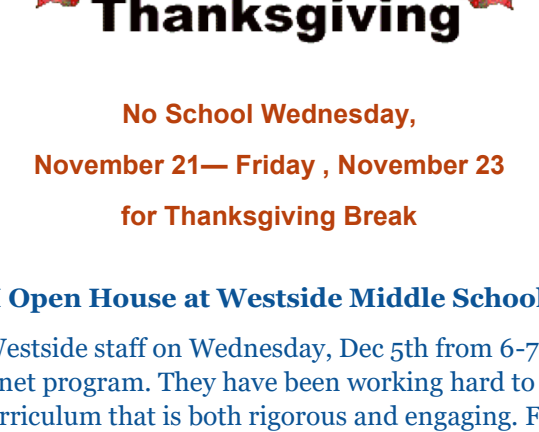 Thanksgiving
No School Wednesday,
November 21— Friday , November 23
for Thanksgiving Break
Open House at Westside Middle School
Westside staff on Wednesday, Dec 5th from 6-7
net program. They have been working hard to
rriculum that is both rigorous and engaging. F